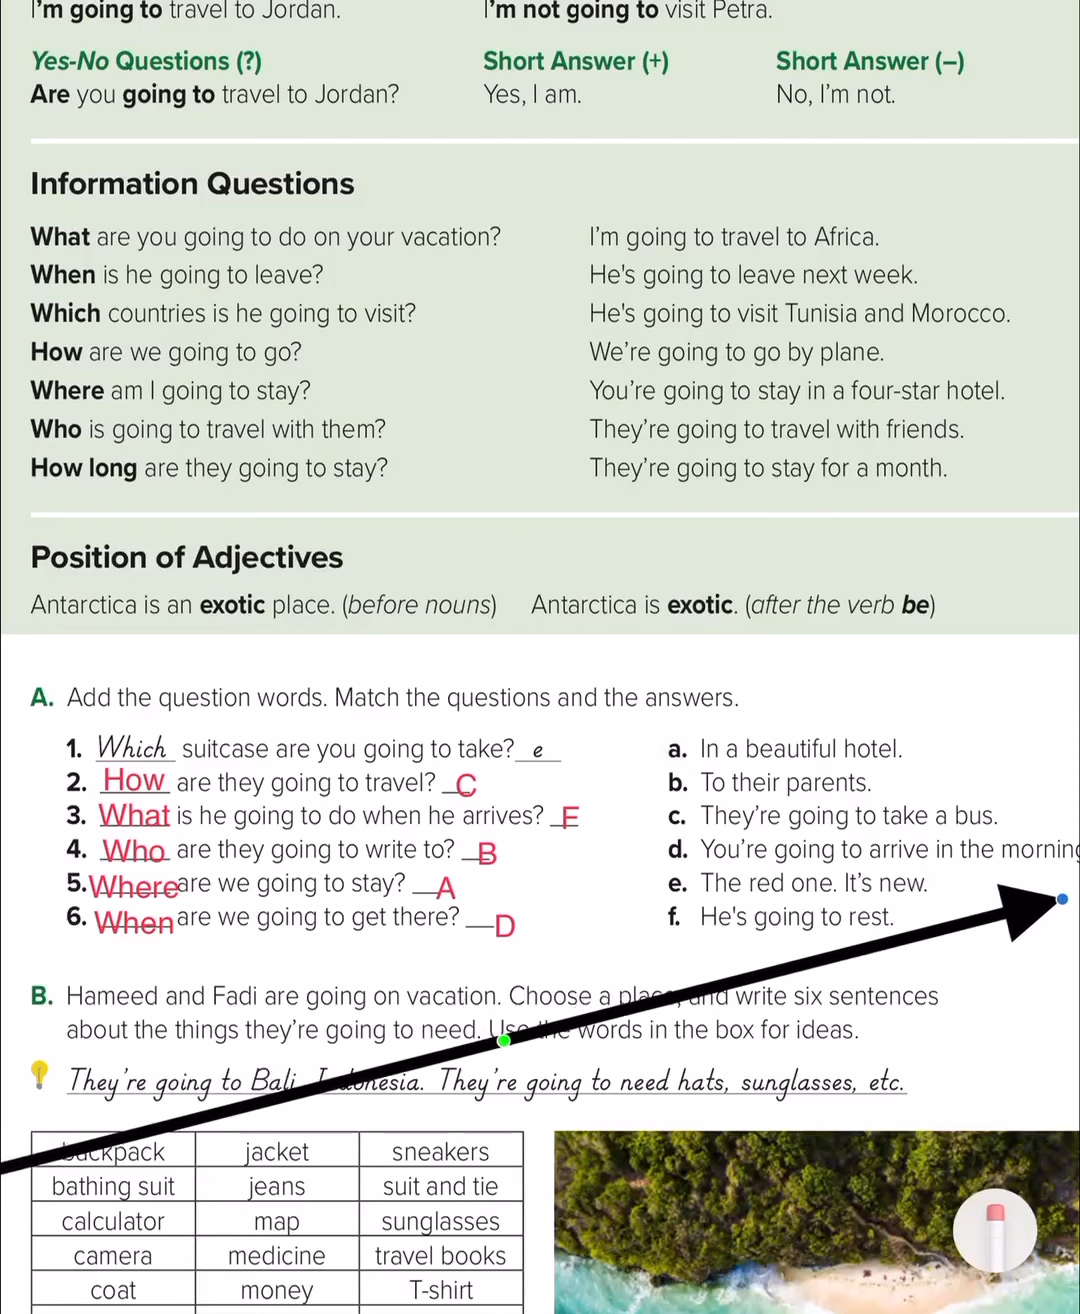 I'm going to travel to Jordan. I'm not going to visit Petra.
Yes-No Questions (?) Short Answer (+) Short Answer (–)
Are you going to travel to Jordan? Yes, I am. No, I'm not.
Information Questions
What are you going to do on your vacation? I'm going to travel to Africa.
When is he going to leave? He's going to leave next week.
Which countries is he going to visit? He's going to visit Tunisia and Morocco.
How are we going to go? We're going to go by plane.
Where am I going to stay? You're going to stay in a four-star hotel.
Who is going to travel with them? They're going to travel with friends.
How long are they going to stay? They're going to stay for a month.
Position of Adjectives
Antarctica is an exotic place. (before nouns) Antarctica is exotic. (after the verb be)
A. Add the question words. Match the questions and the answers.
1. Which suitcase are you going to take? e
2. How are they going to travel? C
3. What is he going to do when he arrives? F
4. Who are they going to write to? B
5. Where are we going to stay? A
6. When are we going to get there? D
a. In a beautiful hotel.
b. To their parents.
c. They're going to take a bus.
d. You're going to arrive in the morning
e. The red one. It's new.
f. He's going to rest.
B. Hameed and Fadi are going on vacation. Choose a place, and write six sentences
about the things they're going to need. Use the words in the box for ideas.
They're going to Bali, Indonesia. They're going to need hats, sunglasses, etc.
backpack jacket sneakers
bathing suit jeans suit and tie
calculator map sunglasses
camera medicine travel books
coat money T-shirt